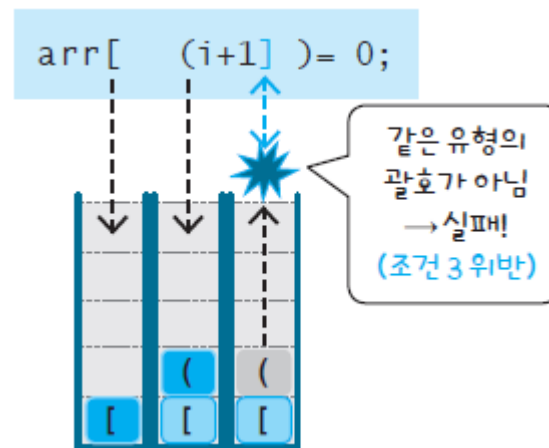 arr[ (i+1] )= 0;
같은 유형의
괄호가 아님
→실패!
(조건 3 위반)
( (
[ [ [